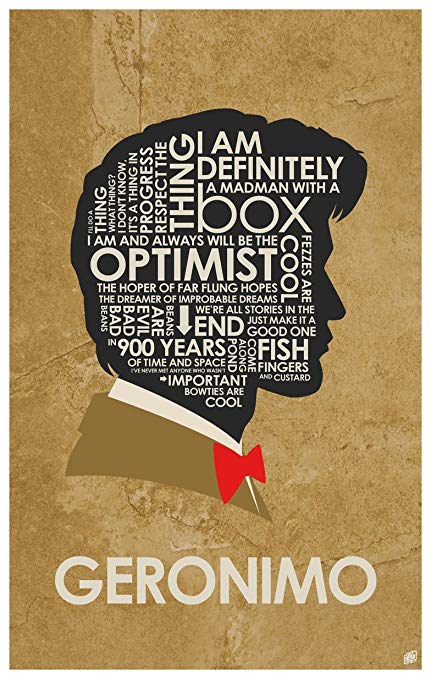 I'LL DO A
THING
WHAT THING?
I DON'T KNOW,
IT'S A THING IN
PROGRESS
RESPECT THE
THING
I AM
DEFINITELY
A MADMAN WITH A
box
I AM AND ALWAYS WILL BE THE
OPTIMIST
THE HOPER OF FAR FLUNG HOPES
THE DREAMER OF IMPROBABLE DREAMS
FEZZES ARE
COOL
BEANS
ARE
EVIL
BAD
BAD
BEANS
WE'RE ALL STORIES IN THE
END
JUST MAKE IT A
GOOD ONE
IN 900 YEARS
OF TIME AND SPACE
I'VE NEVER MET ANYONE WHO WASN'T
IMPORTANT
COME
ALONG
POND
FISH
FINGERS
AND CUSTARD
BOWTIES ARE
COOL
GERONIMO